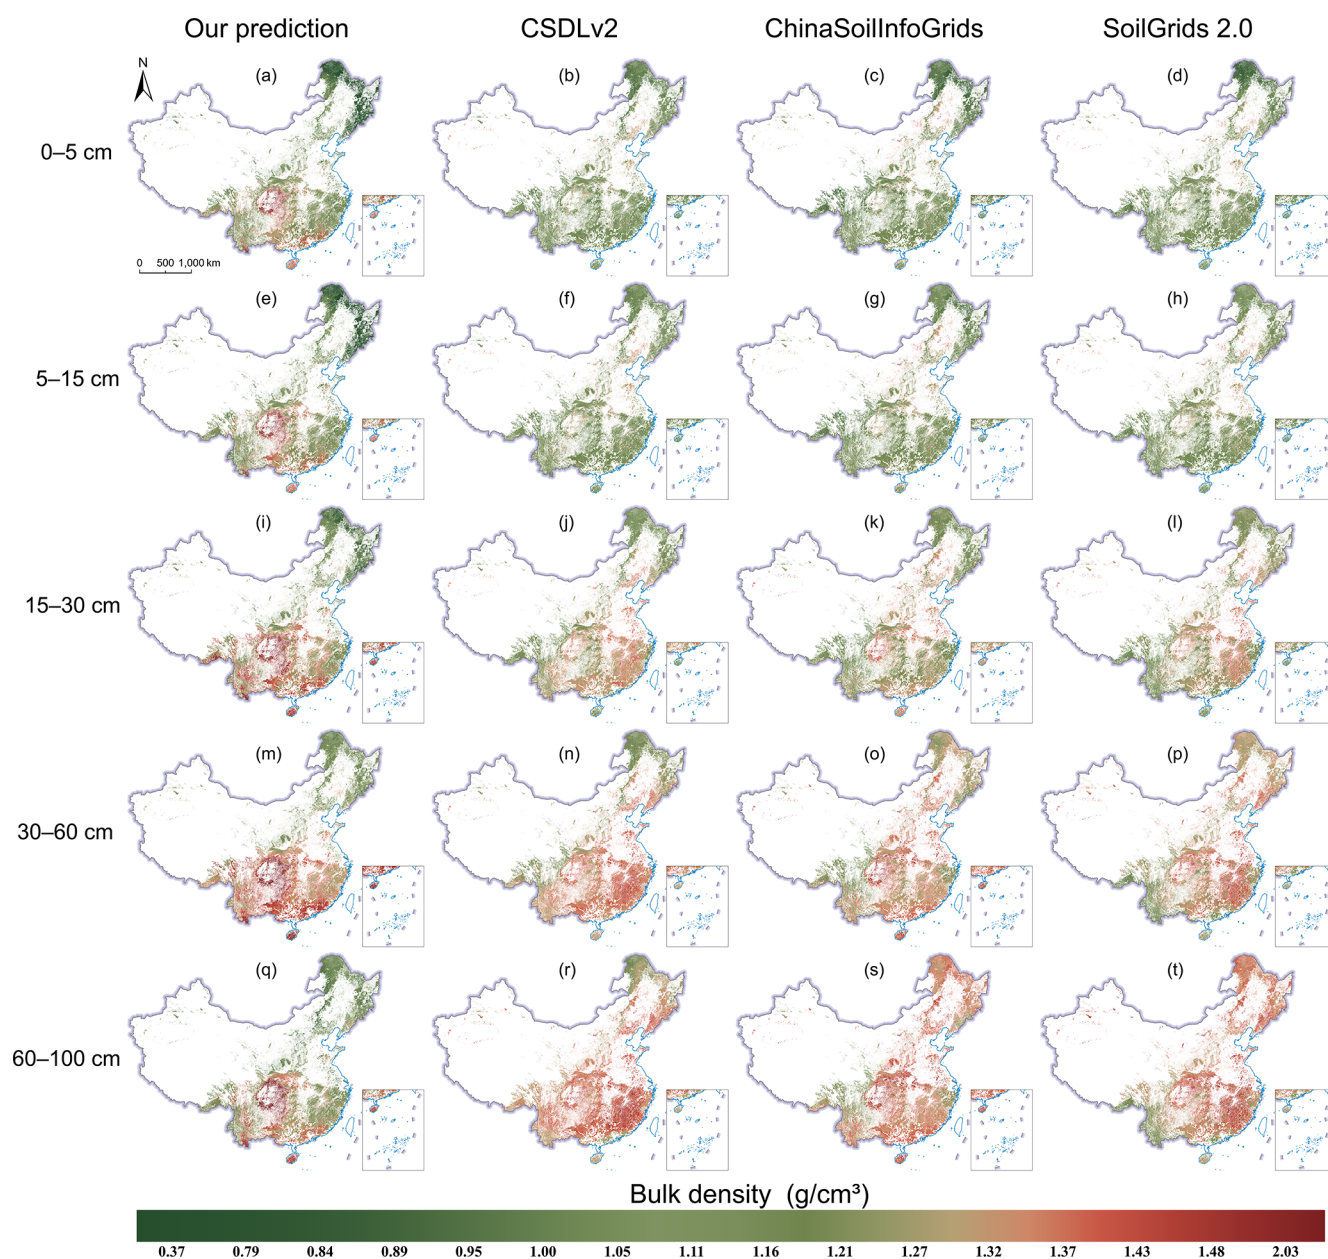 Our prediction CSDLv2 ChinaSoilInfoGrids SoilGrids 2.0
N
(a) (b) (c) (d)
0–5 cm
0 500 1,000 km
(e) (f) (g) (h)
5–15 cm
(i) (j) (k) (l)
15–30 cm
(m) (n) (o) (p)
30–60 cm
(q) (r) (s) (t)
60–100 cm
Bulk density (g/cm³)
0.37 0.79 0.84 0.89 0.95 1.00 1.05 1.11 1.16 1.21 1.27 1.32 1.37 1.43 1.48 2.03